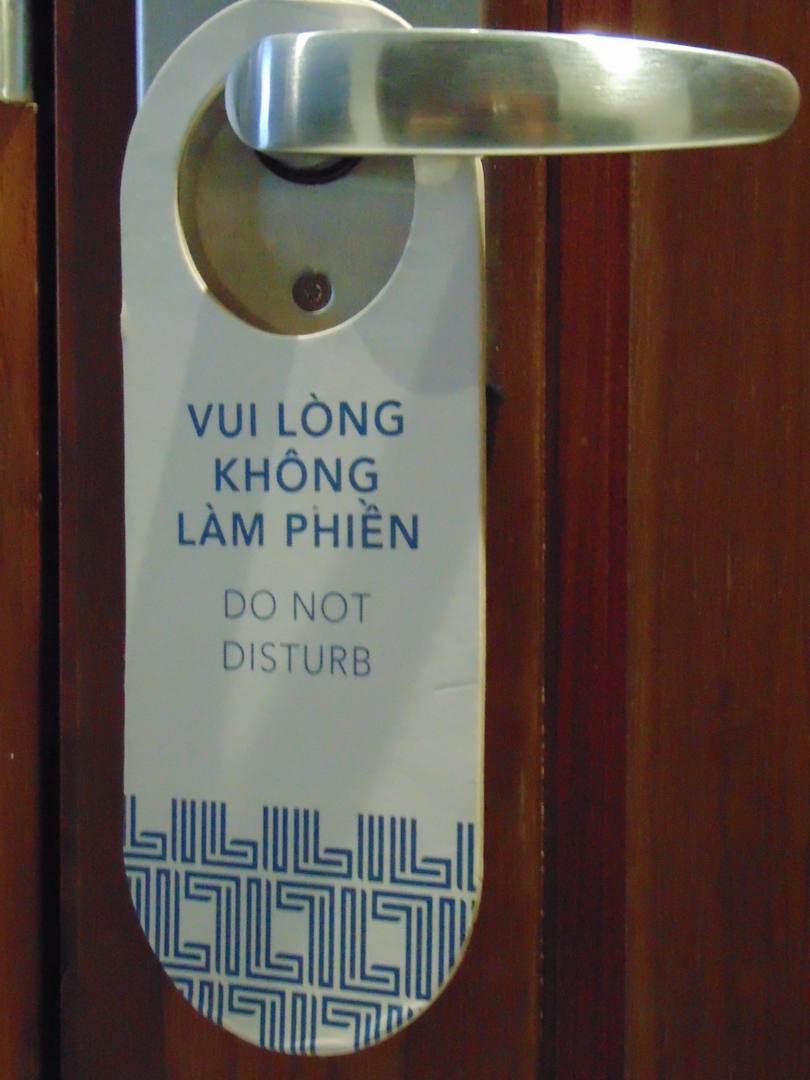 VUI LÒNG
KHÔNG
LÀM PHIỀN
DO NOT
DISTURB